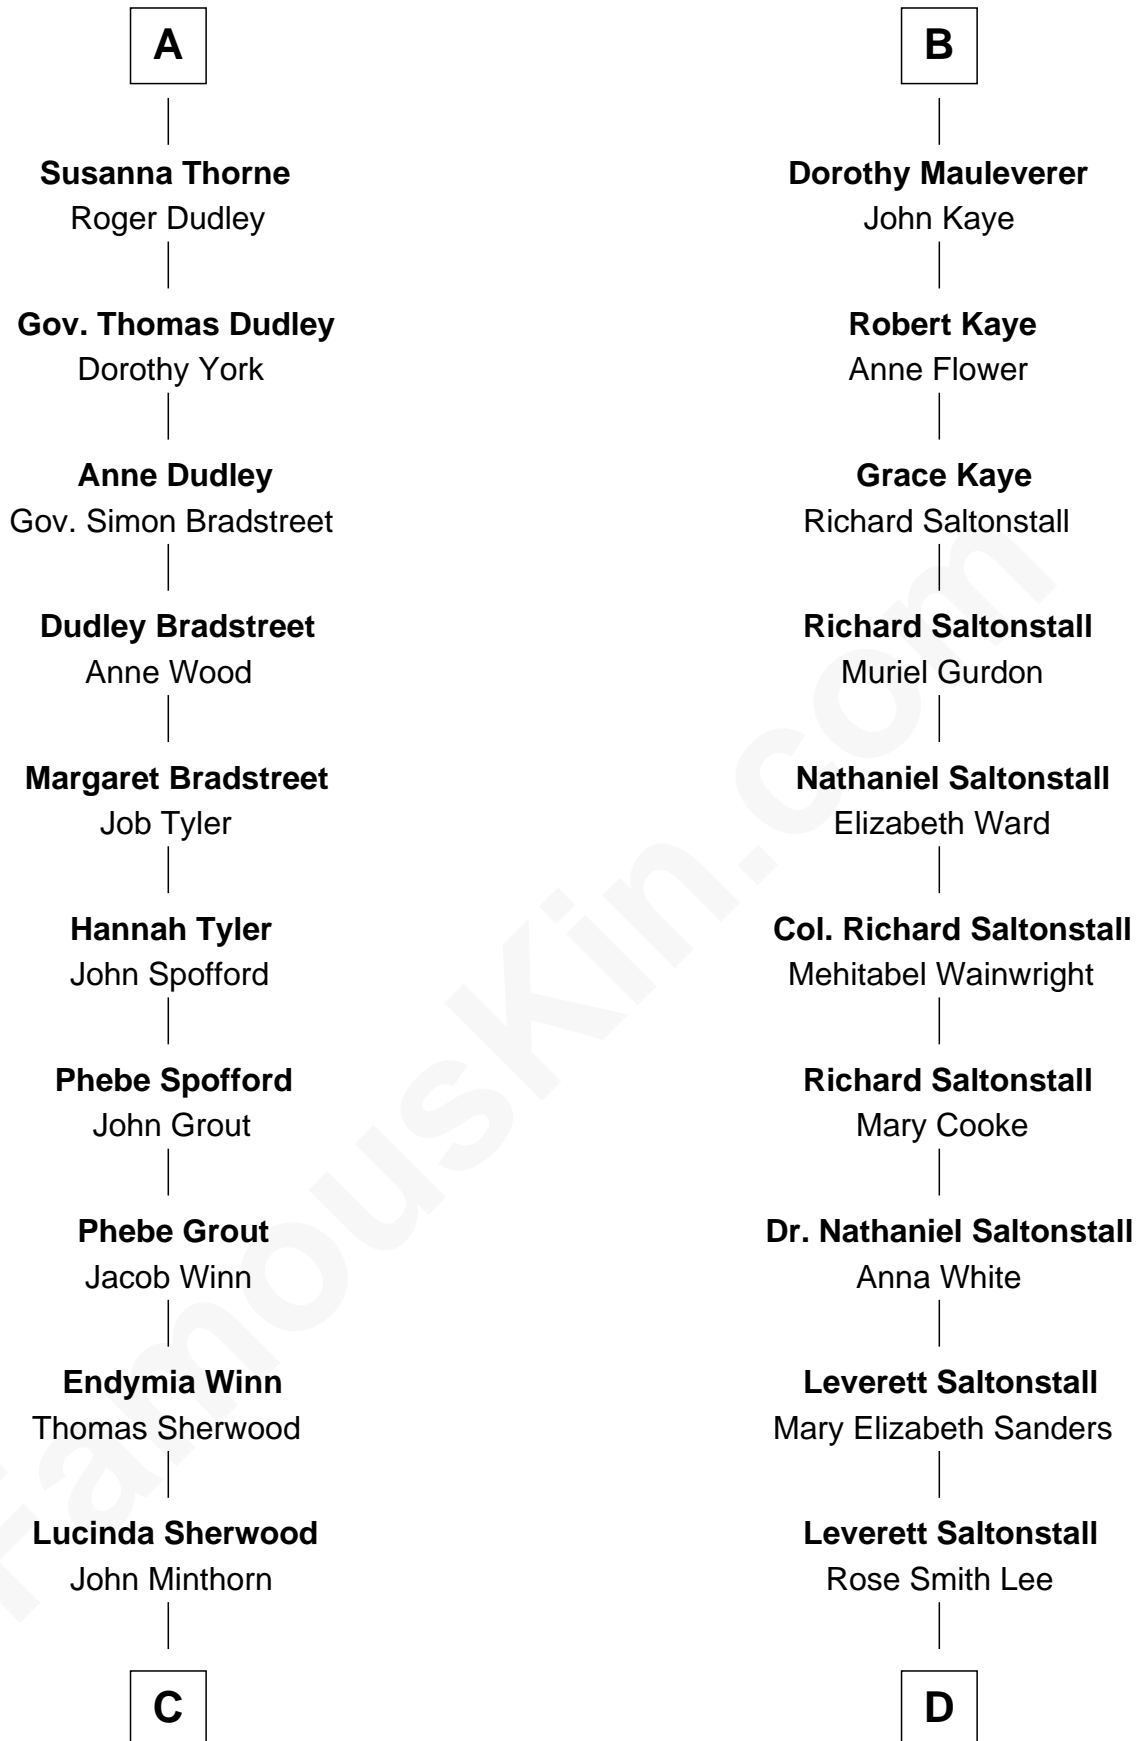 A
Susanna Thorne
Roger Dudley
Gov. Thomas Dudley
Dorothy York
Anne Dudley
Gov. Simon Bradstreet
Dudley Bradstreet
Anne Wood
Margaret Bradstreet
Job Tyler
Hannah Tyler
John Spofford
Phebe Spofford
John Grout
Phebe Grout
Jacob Winn
Endymia Winn
Thomas Sherwood
Lucinda Sherwood
John Minthorn
C
B
Dorothy Mauleverer
John Kaye
Robert Kaye
Anne Flower
Grace Kaye
Richard Saltonstall
Richard Saltonstall
Muriel Gurdon
Nathaniel Saltonstall
Elizabeth Ward
Col. Richard Saltonstall
Mehitabel Wainwright
Richard Saltonstall
Mary Cooke
Dr. Nathaniel Saltonstall
Anna White
Leverett Saltonstall
Mary Elizabeth Sanders
Leverett Saltonstall
Rose Smith Lee
D
FamousKin.com